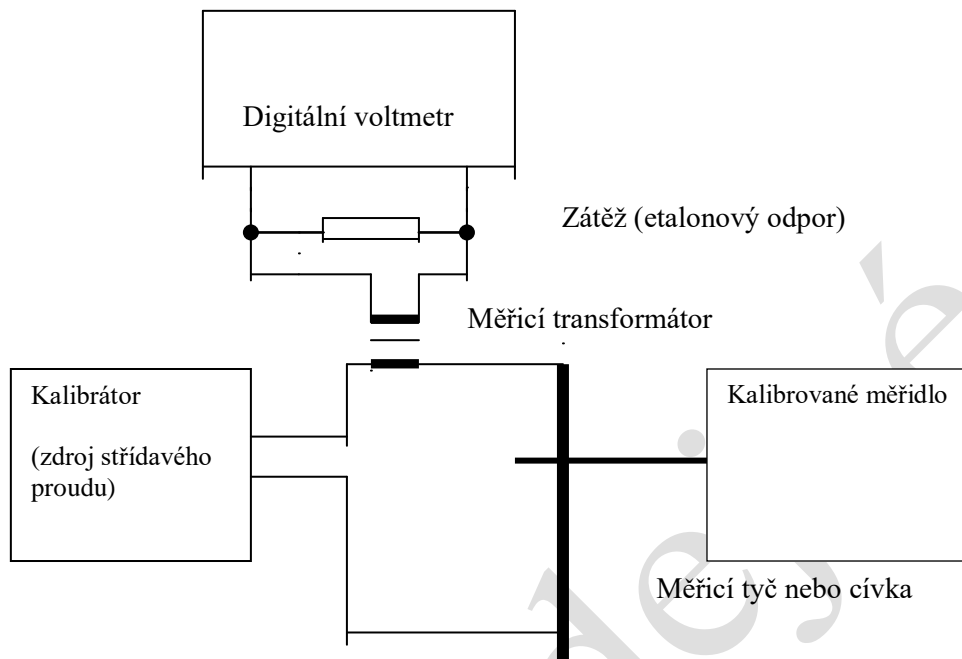 Digitální voltmetr
Zátěž (etalonový odpor)
Měřicí transformátor
Kalibrátor
(zdroj střídavého
proudu)
Kalibrované měřidlo
Měřicí tyč nebo cívka